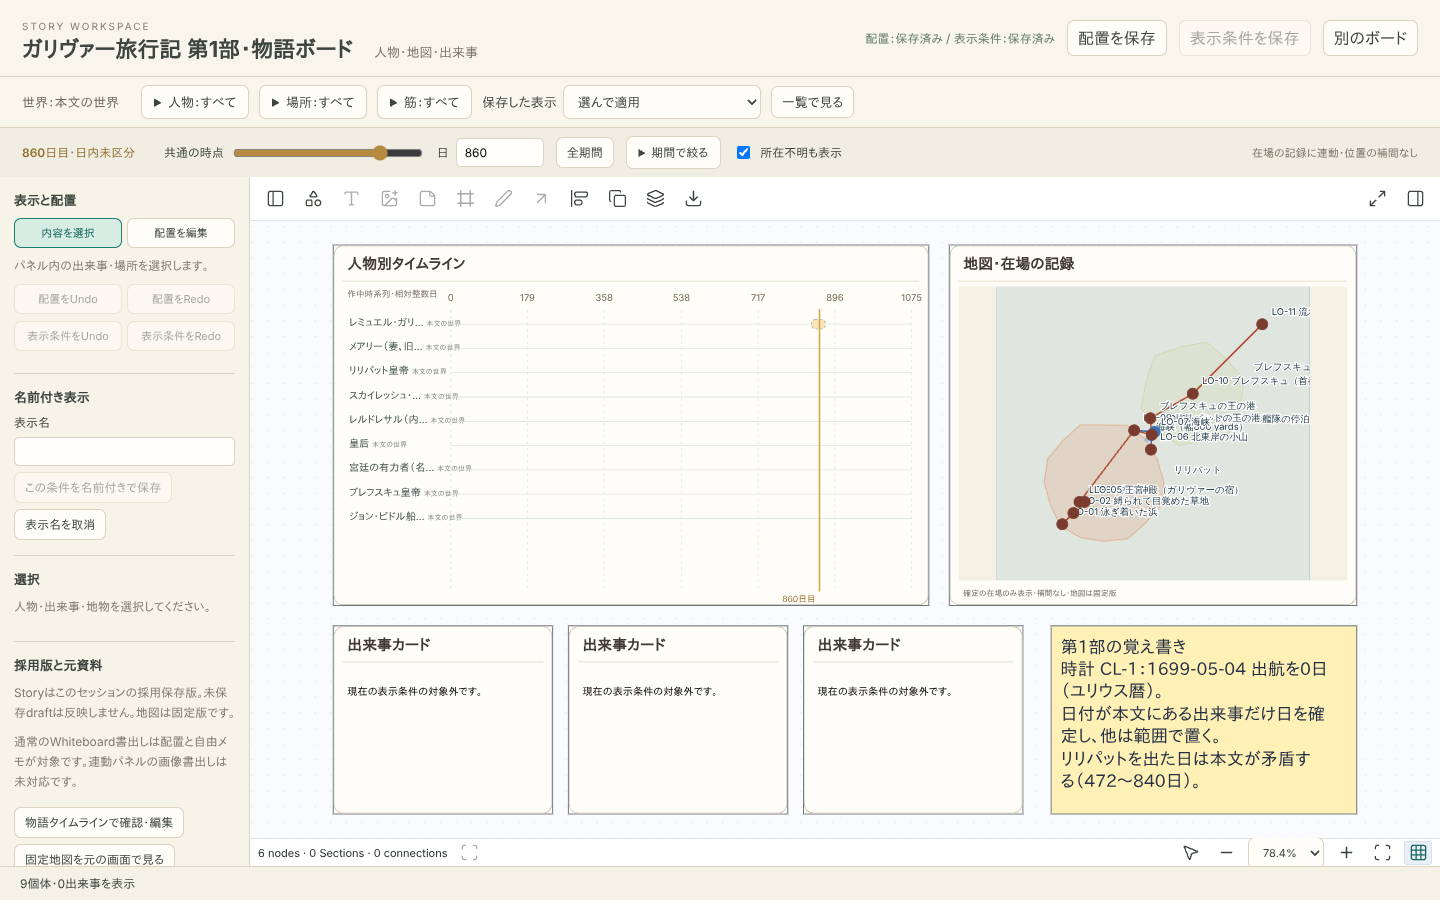 STORY WORKSPACE
ガリヴァー旅行記 第1部・物語ボード
人物・地図・出来事
配置：保存済み / 表示条件：保存済み
配置を保存
表示条件を保存
別のボード
世界：本文の世界
▶ 人物：すべて
▶ 場所：すべて
▶ 筋：すべて
保存した表示
選んで適用
一覧で見る
860日目・日内未区分
共通の時点
日
860
全期間
▶ 期間で絞る
所在不明も表示
在場の記録に連動・位置の補間なし
表示と配置
内容を選択
配置を編集
パネル内の出来事・場所を選択します。
配置をUndo
配置をRedo
表示条件をUndo
表示条件をRedo
名前付き表示
表示名
この条件を名前付きで保存
表示名を取消
選択
人物・出来事・地物を選択してください。
採用版と元資料
Storyはこのセッションの採用保存版。未保
存draftは反映しません。地図は固定版です。
通常のWhiteboard書出しは配置と自由メ
モが対象です。連動パネルの画像書出しは
未対応です。
物語タイムラインで確認・編集
固定地図を元の画面で見る
人物別タイムライン
作中時系列・相対整数日
0 179 358 538 717 896 1075
レミュエル・ガリ… 本文の世界
メアリー（妻、旧… 本文の世界
リリパット皇帝 本文の世界
スカイレッシュ・… 本文の世界
レルドレサル（内… 本文の世界
皇后 本文の世界
宮廷の有力者（名… 本文の世界
ブレフスキュ皇帝 本文の世界
ジョン・ビドル船… 本文の世界
860日目
地図・在場の記録
LO-11 流
ブレフスキュ
LO-10 ブレフスキュ（首
ブレフスキュの王の港
の王の港
艦隊の停泊
海峡
yards）
LO-06 北東岸の小山
リリパット
（ガリヴァーの宿）
-02 縛られて目覚めた草地
-01 泳ぎ着いた浜
確定の在場のみ表示・補間なし・地図は固定版
出来事カード
現在の表示条件の対象外です。
出来事カード
現在の表示条件の対象外です。
出来事カード
現在の表示条件の対象外です。
第1部の覚え書き
時計 CL-1：1699-05-04 出航を0日
（ユリウス暦）。
日付が本文にある出来事だけ日を確
定し、他は範囲で置く。
リリパットを出た日は本文が矛盾す
る（472〜840日）。
6 nodes · 0 Sections · 0 connections
78.4%
9個体・0出来事を表示